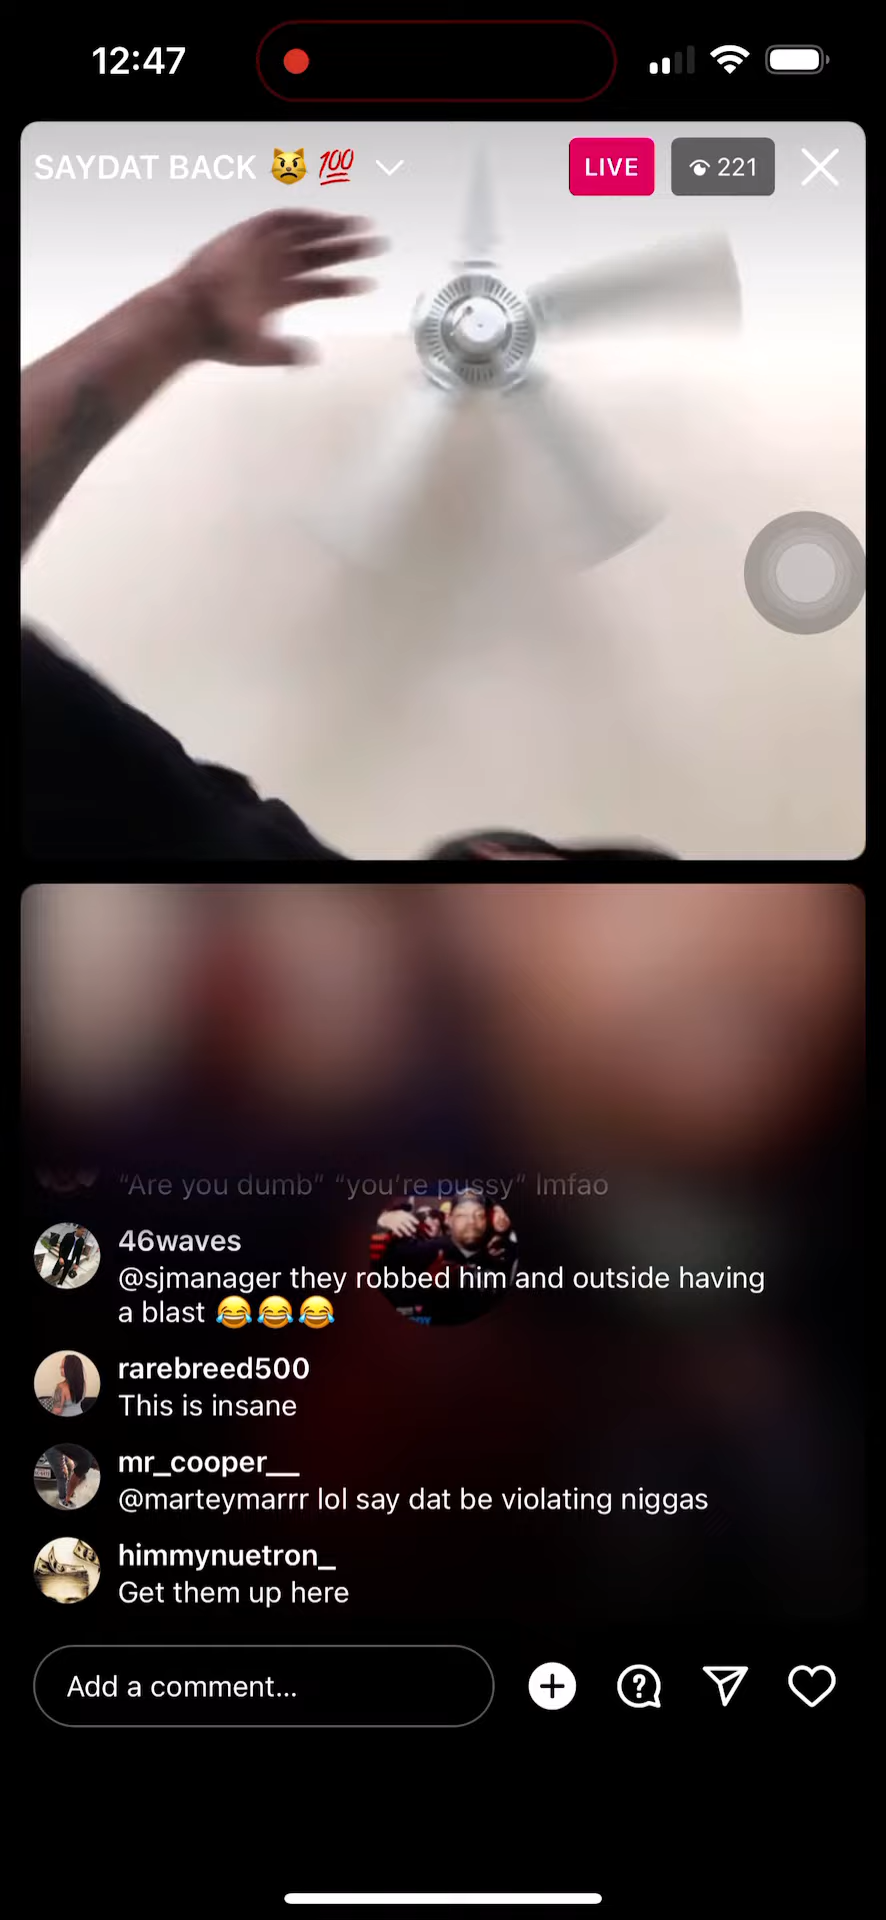 12:47
SAYDAT BACK 😾 💯
LIVE
221
“Are you dumb” “you’re pussy” lmfao
46waves
@sjmanager they robbed him and outside having
a blast 😂😂😂
rarebreed500
This is insane
mr_cooper__
@marteymarrr lol say dat be violating niggas
himmynuetron_
Get them up here
Add a comment...